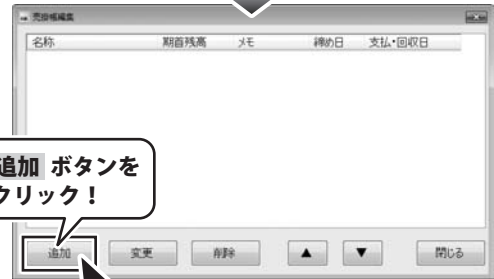 売掛帳編集
名称 期首残高 メモ 締め日 支払・回収日
追加 ボタンを
クリック！
追加 変更 削除 ▲ ▼ 閉じる